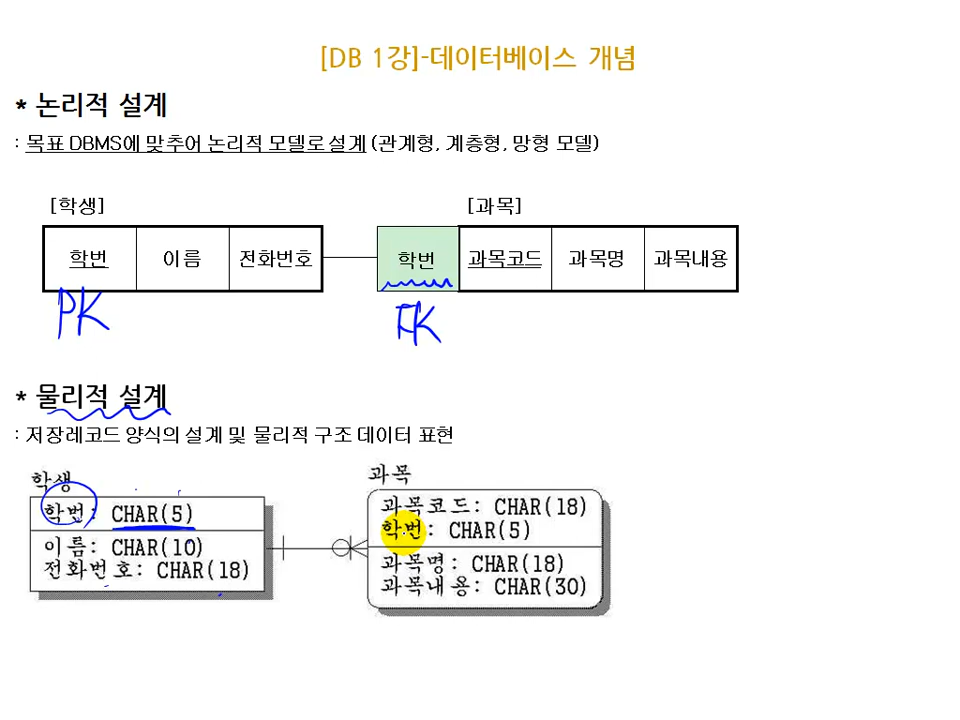 [DB 1강]-데이터베이스 개념
* 논리적 설계
: 목표 DBMS에 맞추어 논리적 모델로 설계 (관계형, 계층형, 망형 모델)
[학생] [과목]
학번 이름 전화번호 학번 과목코드 과목명 과목내용
PK FK
* 물리적 설계
: 저장레코드 양식의 설계 및 물리적 구조 데이터 표현
학생
학번: CHAR(5)
이름: CHAR(10)
전화번호: CHAR(18)
과목
과목코드: CHAR(18)
학번: CHAR(5)
과목명: CHAR(18)
과목내용: CHAR(30)